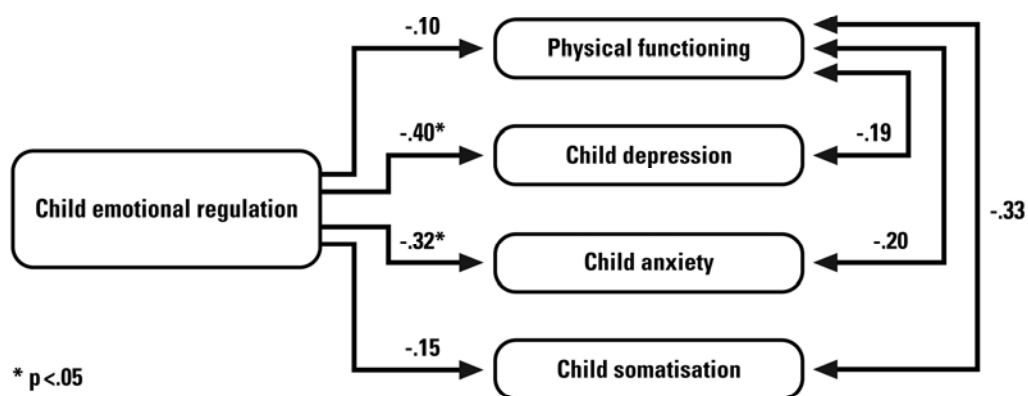 -.10
Physical functioning
-.40*
Child depression
-.19
Child emotional regulation
-.33
-.32*
Child anxiety
-.20
-.15
Child somatisation
* p<.05